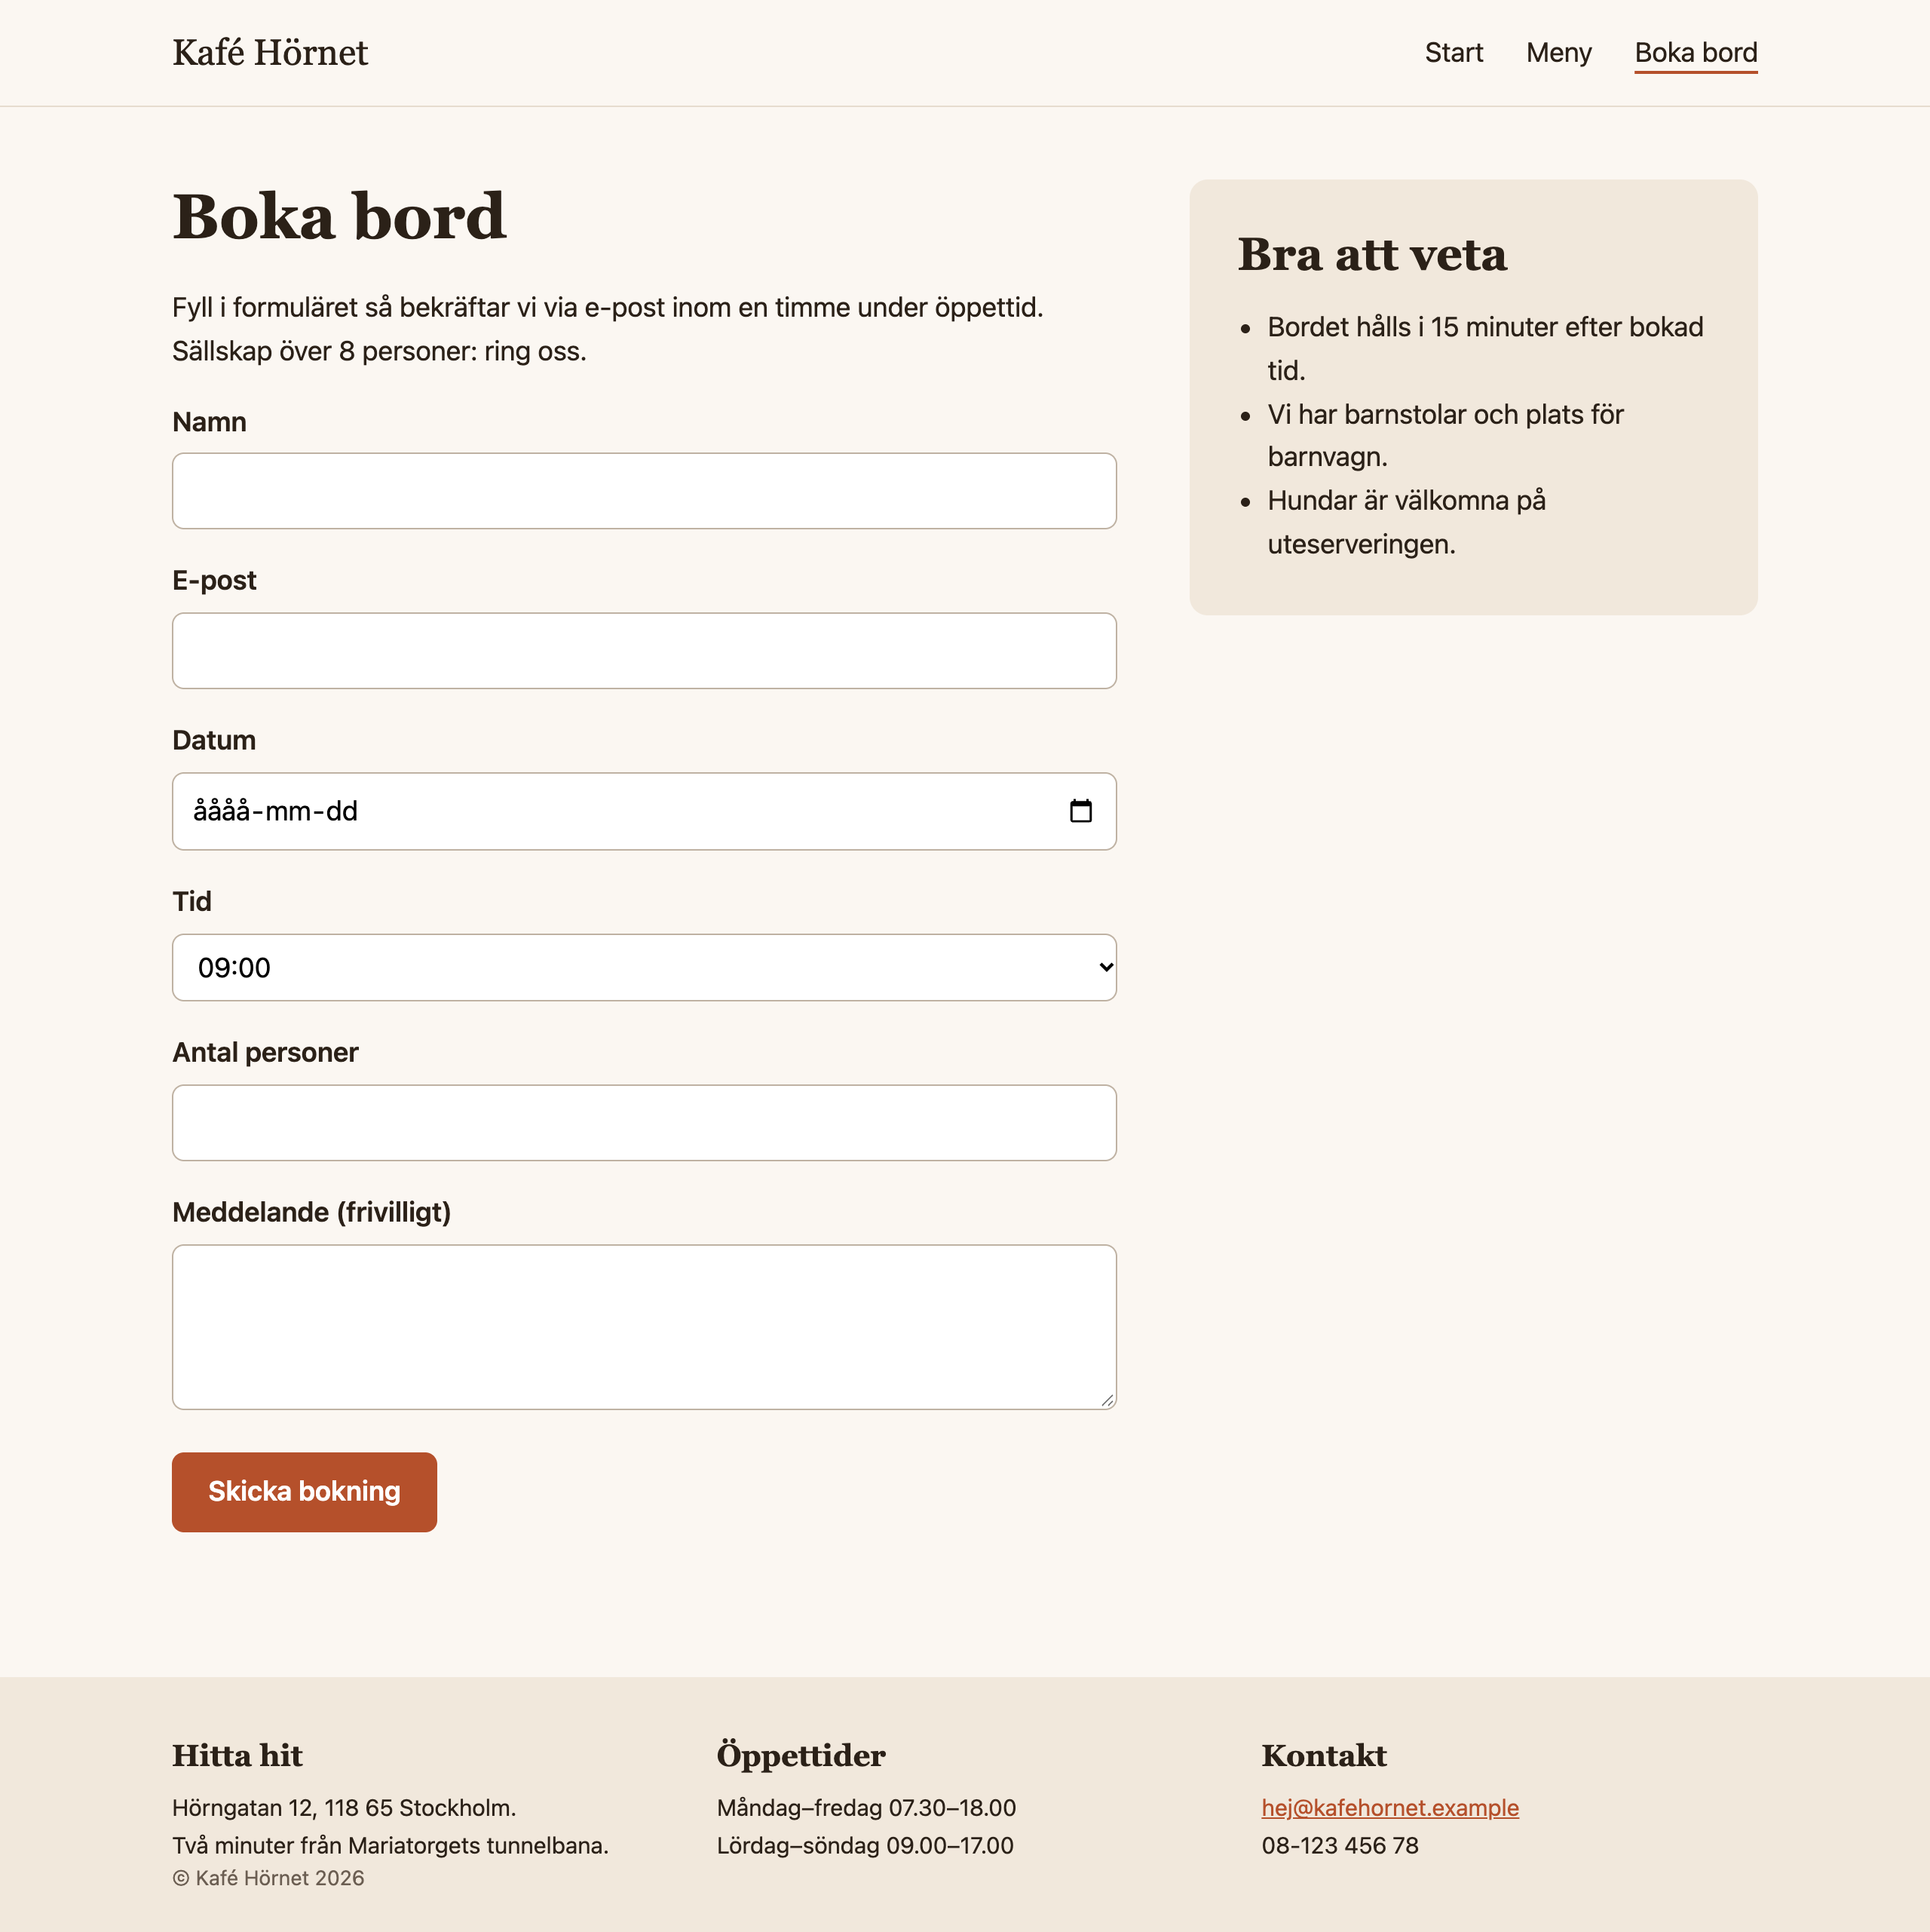 Kafé Hörnet
Start Meny Boka bord
Boka bord
Fyll i formuläret så bekräftar vi via e-post inom en timme under öppettid.
Sällskap över 8 personer: ring oss.
Namn
E-post
Datum
åååå-mm-dd
Tid
09:00
Antal personer
Meddelande (frivilligt)
Skicka bokning
Bra att veta
Bordet hålls i 15 minuter efter bokad
tid.
Vi har barnstolar och plats för
barnvagn.
Hundar är välkomna på
uteserveringen.
Hitta hit
Hörngatan 12, 118 65 Stockholm.
Två minuter från Mariatorgets tunnelbana.
© Kafé Hörnet 2026
Öppettider
Måndag–fredag 07.30–18.00
Lördag–söndag 09.00–17.00
Kontakt
hej@kafehornet.example
08-123 456 78